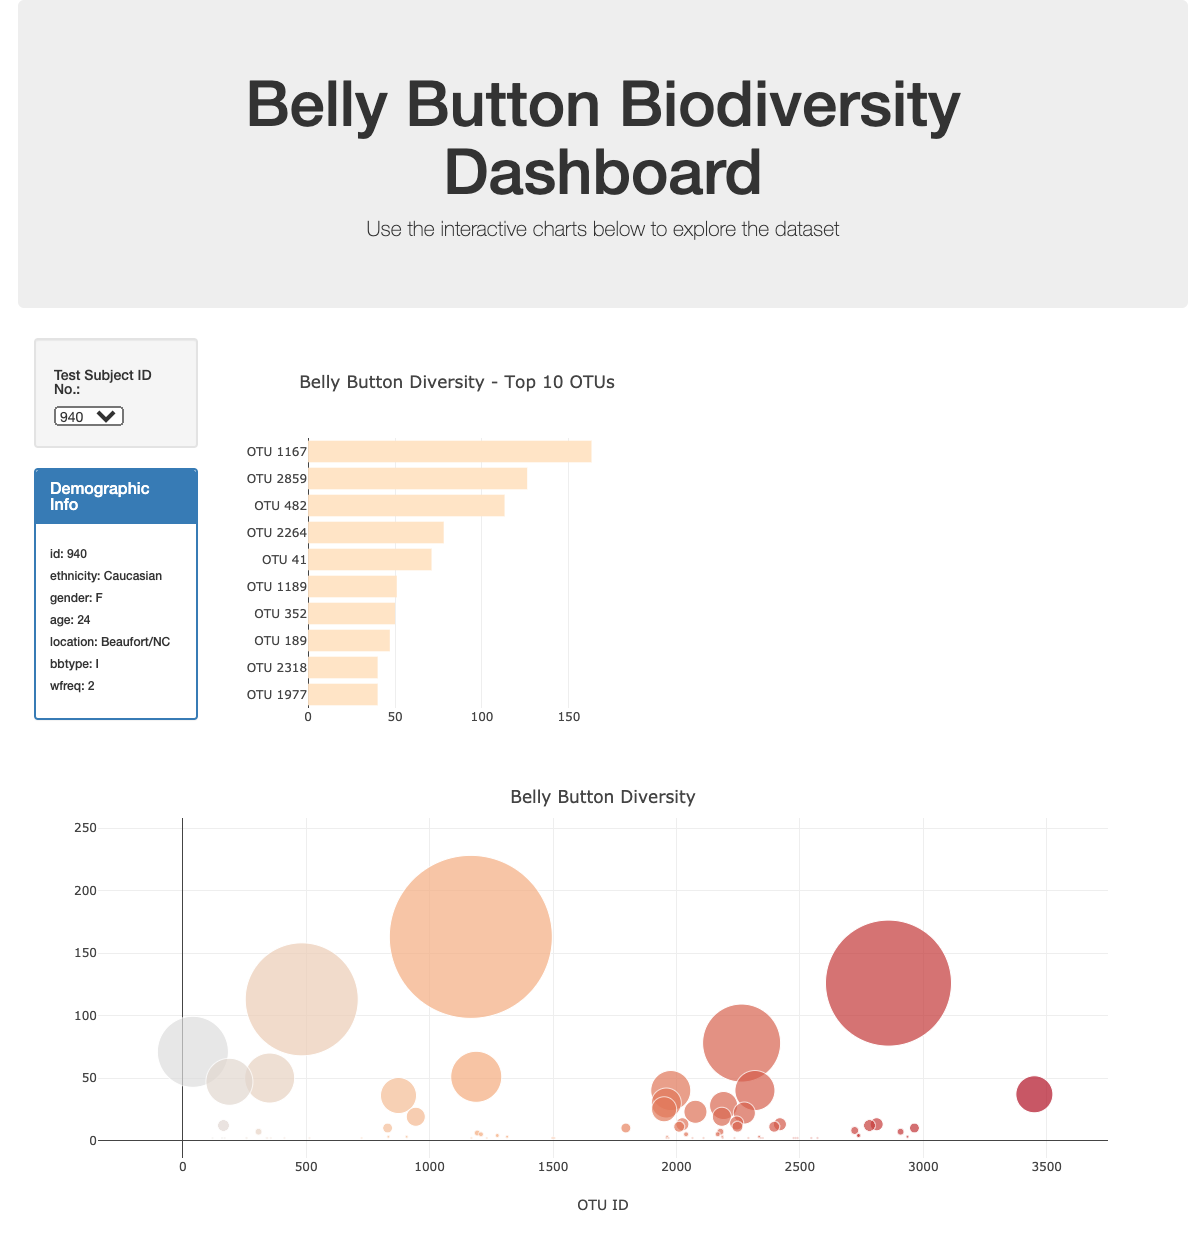 Belly Button Biodiversity
Dashboard
Use the interactive charts below to explore the dataset
Test Subject ID
No.:
940
Demographic
Info
id: 940
ethnicity: Caucasian
gender: F
age: 24
location: Beaufort/NC
bbtype: I
wfreq: 2
Belly Button Diversity - Top 10 OTUs
OTU 1167
OTU 2859
OTU 482
OTU 2264
OTU 41
OTU 1189
OTU 352
OTU 189
OTU 2318
OTU 1977
0 50 100 150
Belly Button Diversity
250
200
150
100
50
0
0 500 1000 1500 2000 2500 3000 3500
OTU ID